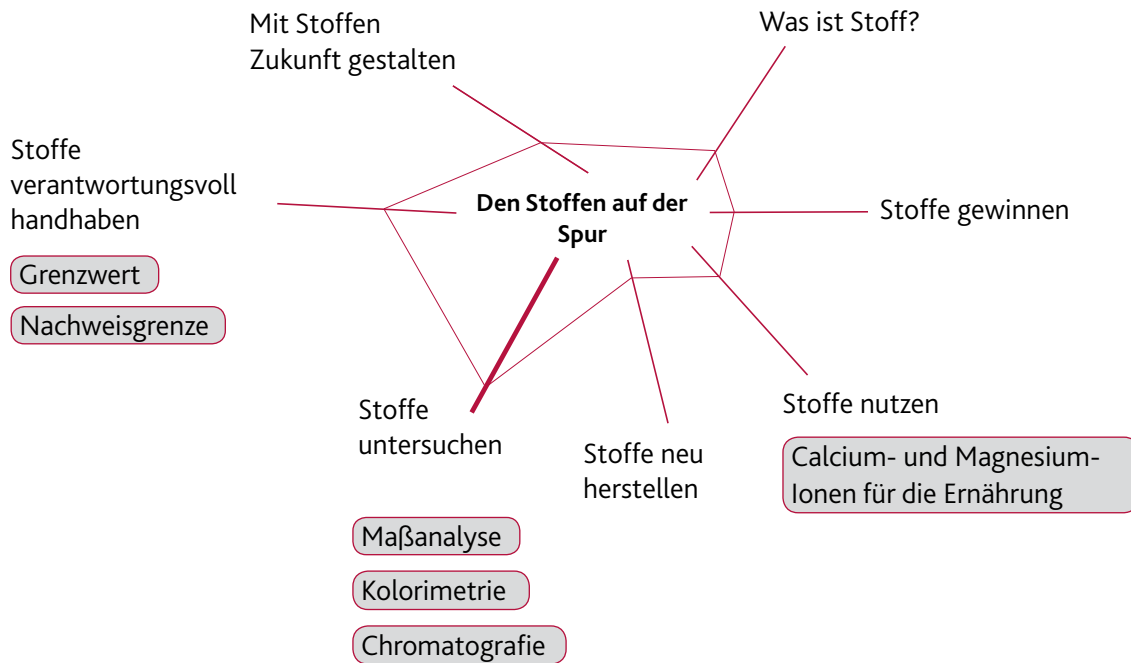 Mit Stoffen
Zukunft gestalten
Was ist Stoff?
Stoffe
verantwortungsvoll
handhaben
Grenzwert
Nachweisgrenze
Den Stoffen auf der
Spur
Stoffe gewinnen
Stoffe
untersuchen
Maßanalyse
Kolorimetrie
Chromatografie
Stoffe neu
herstellen
Stoffe nutzen
Calcium- und Magnesium-
Ionen für die Ernährung